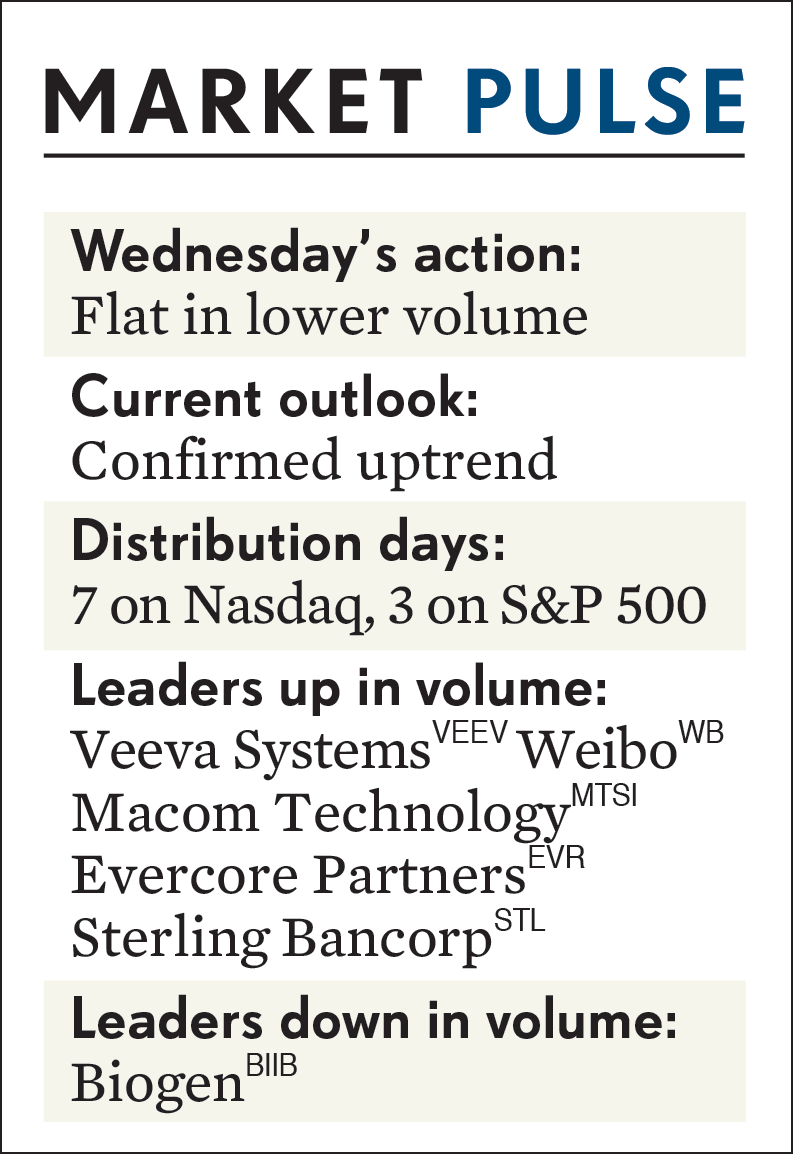 MARKET PULSE
Wednesday’s action:
Flat in lower volume
Current outlook:
Confirmed uptrend
Distribution days:
7 on Nasdaq, 3 on S&P 500
Leaders up in volume:
Veeva Systems VEEV Weibo WB
Macom Technology MTSI
Evercore Partners EVR
Sterling Bancorp STL
Leaders down in volume:
Biogen BIIB